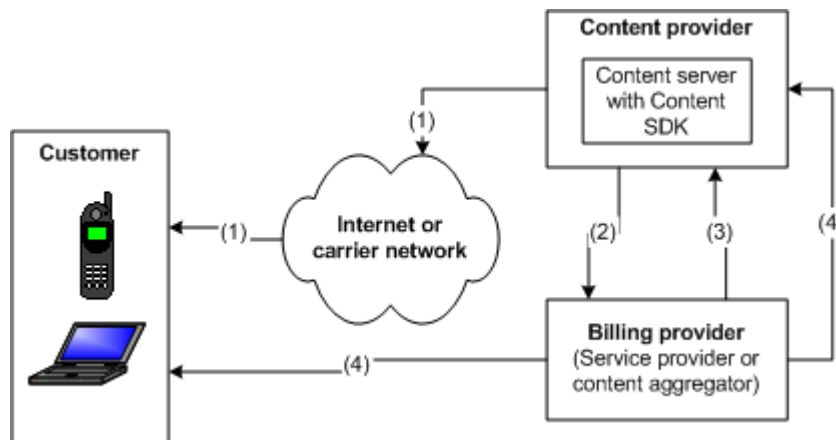 Content provider
Content server
with Content
SDK
(1)
Customer
Internet or
carrier network
(1)
(2)
(3)
(4
Billing provider
(Service provider or
content aggregator)
(4)